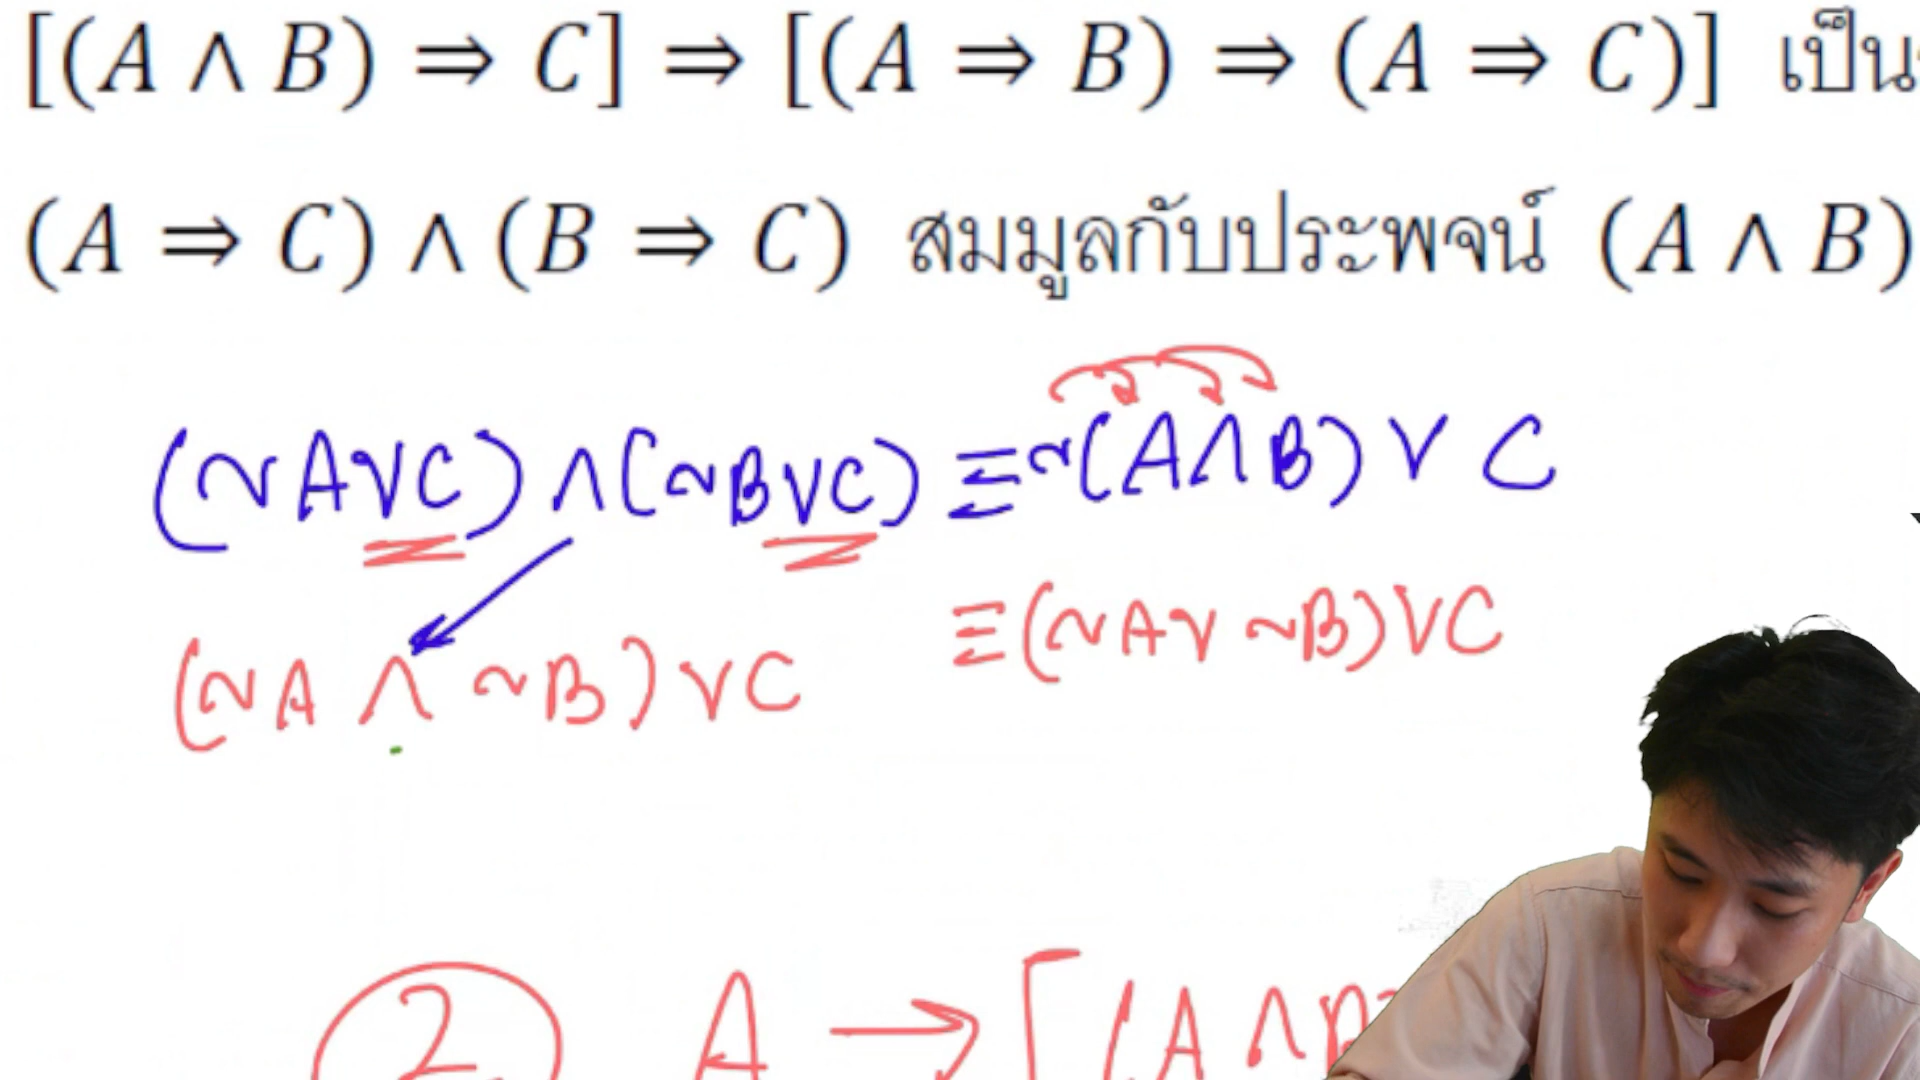 [(A ∧ B) ⇒ C] ⇒ [(A ⇒ B) ⇒ (A ⇒ C)] เป็น
(A ⇒ C) ∧ (B ⇒ C) สมมูลกับประพจน์ (A ∧ B)
(~A∨C) ∧ (~B∨C) ≡ ~(A∧B) ∨ C
≡ (~A∨ ~B)∨C
(~A ∧ ~B) ∨C
2. A → [ (A ∧ B